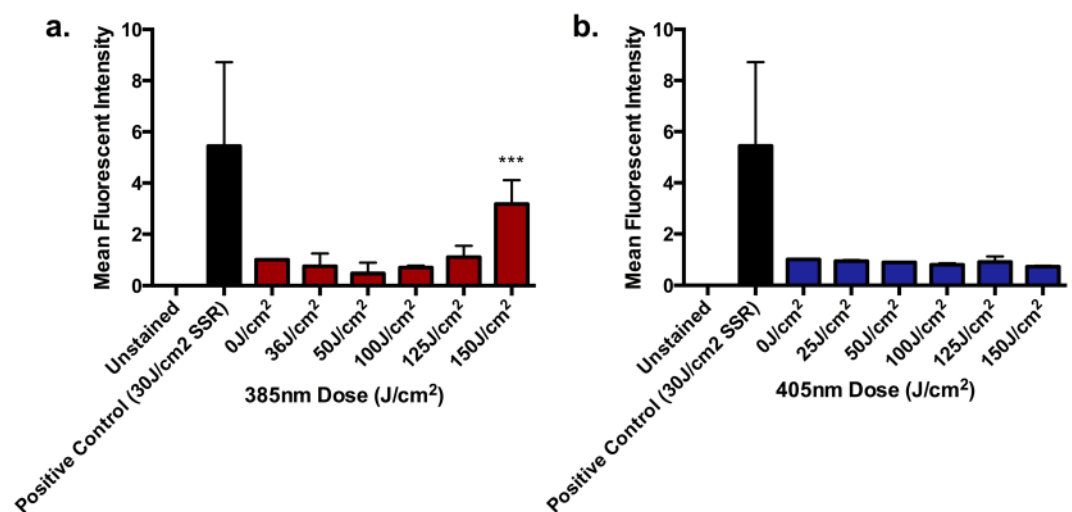 a.
Mean Fluorescent Intensity
10
8
6
4
2
0
***
Unstained
Positive Control (30J/cm2 SSR)
0J/cm²
36J/cm²
50J/cm²
100J/cm²
125J/cm²
150J/cm²
385nm Dose (J/cm²)
b.
Mean Fluorescent Intensity
10
8
6
4
2
0
Unstained
Positive Control (30J/cm2 SSR)
0J/cm²
25J/cm²
50J/cm²
100J/cm²
125J/cm²
150J/cm²
405nm Dose (J/cm²)